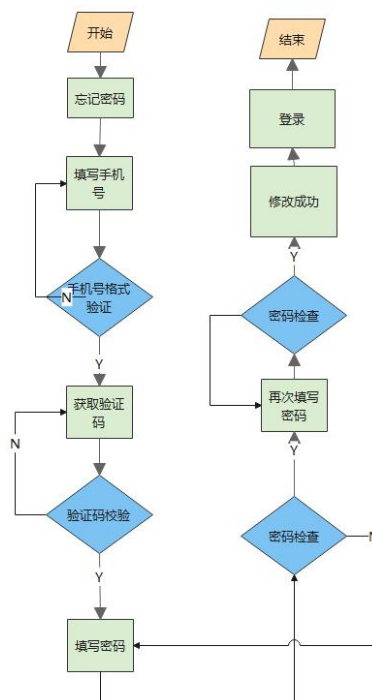 开始
忘记密码
填写手机
号
手机号格式
验证
N
Y
获取验证
码
N
验证码校验
Y
填写密码
结束
登录
修改成功
Y
密码检查
再次填写
密码
Y
密码检查
N